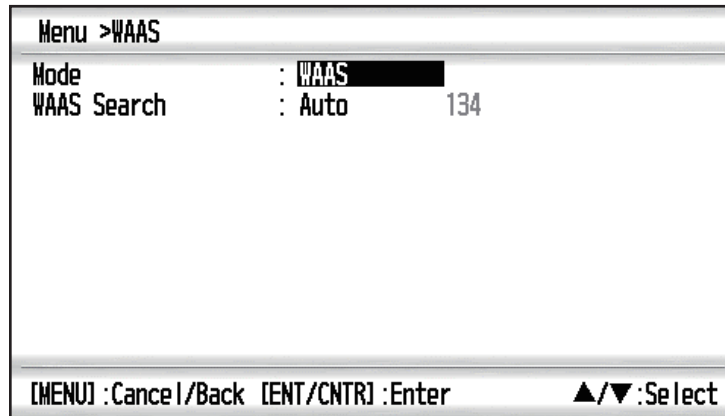 Menu >WAAS
Mode : WAAS
WAAS Search : Auto 134
[MENU] :Cancel/Back [ENT/CNTR] :Enter ▲/▼ :Select